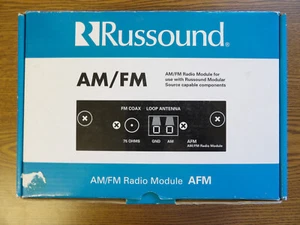 Russound®
AM/FM
AM/FM Radio Module for
use with Russound Modular
Source capable components
FM COAX LOOP ANTENNA
75 OHMS GND AM
AFM
AM/FM Radio Module
AM/FM Radio Module AFM